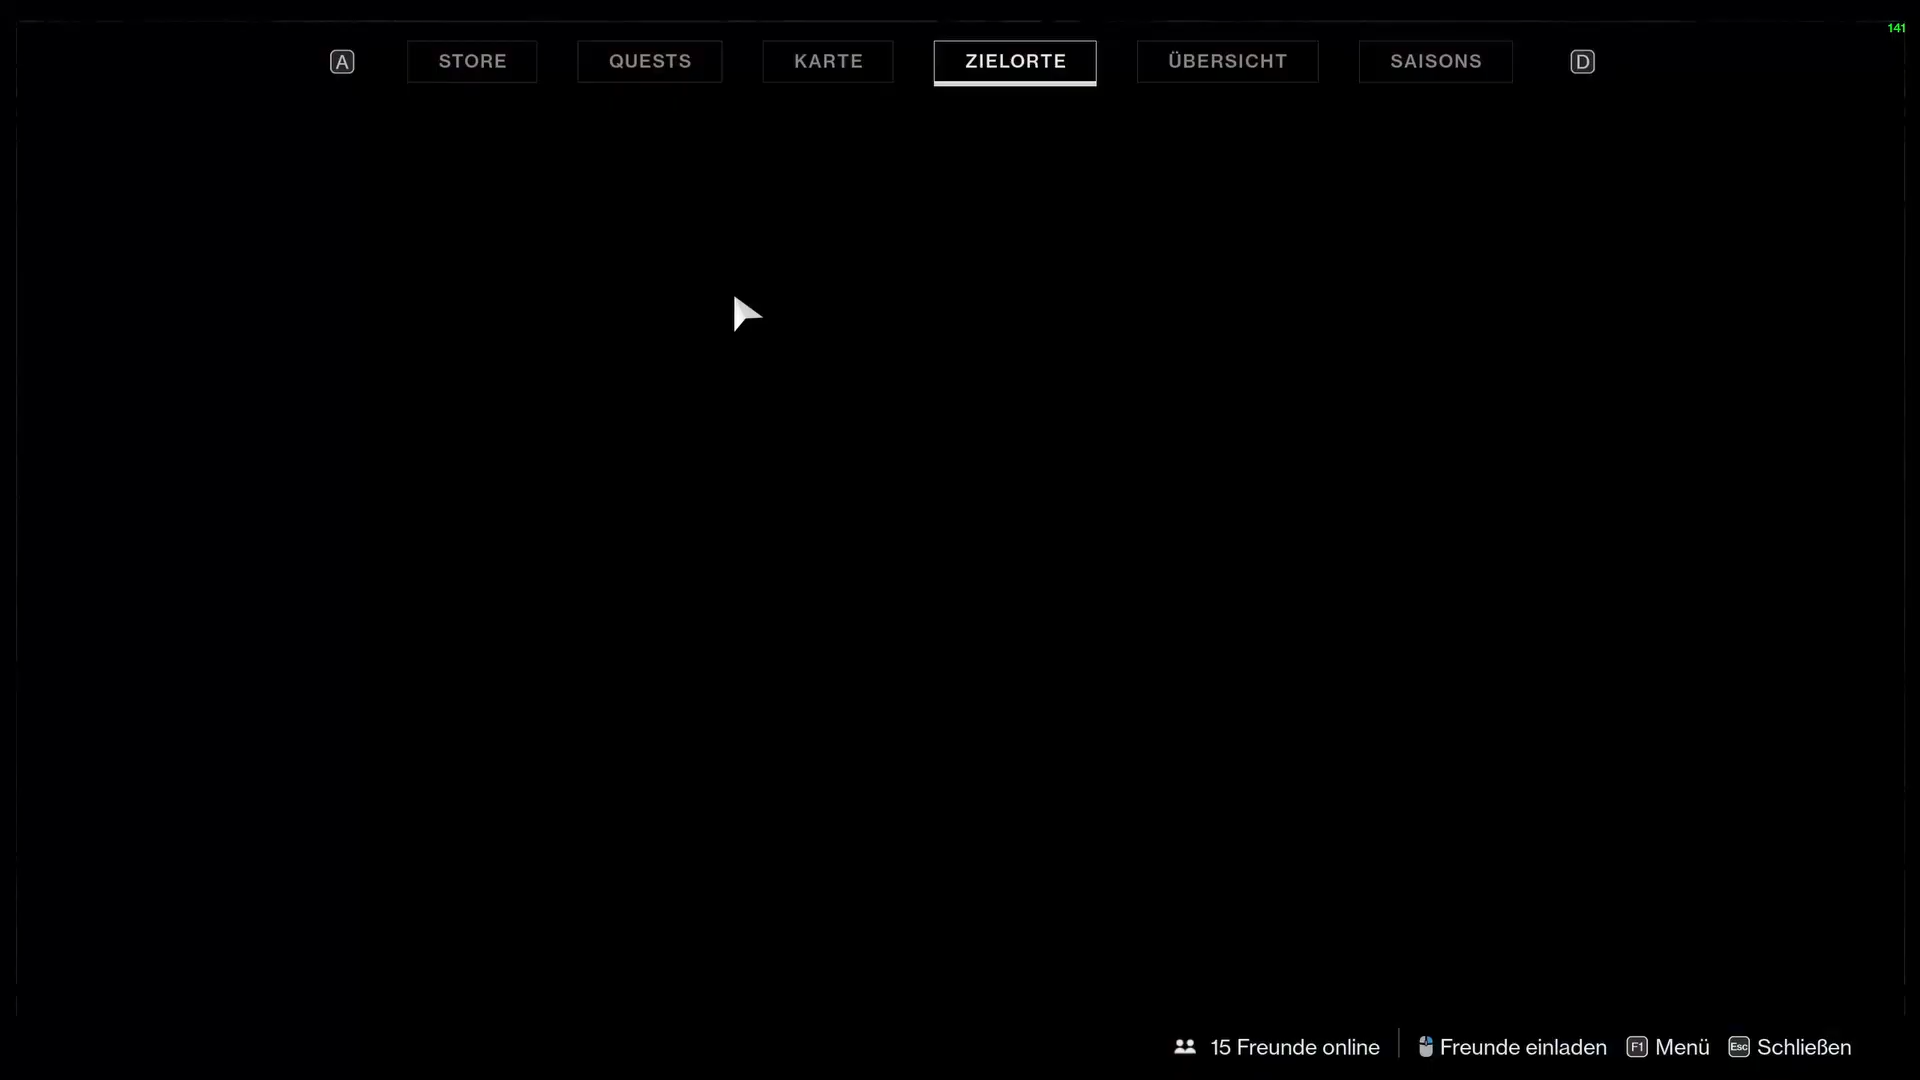 141
A STORE QUESTS KARTE ZIELORTE ÜBERSICHT SAISONS D
15 Freunde online Freunde einladen F1 Menü Esc Schließen